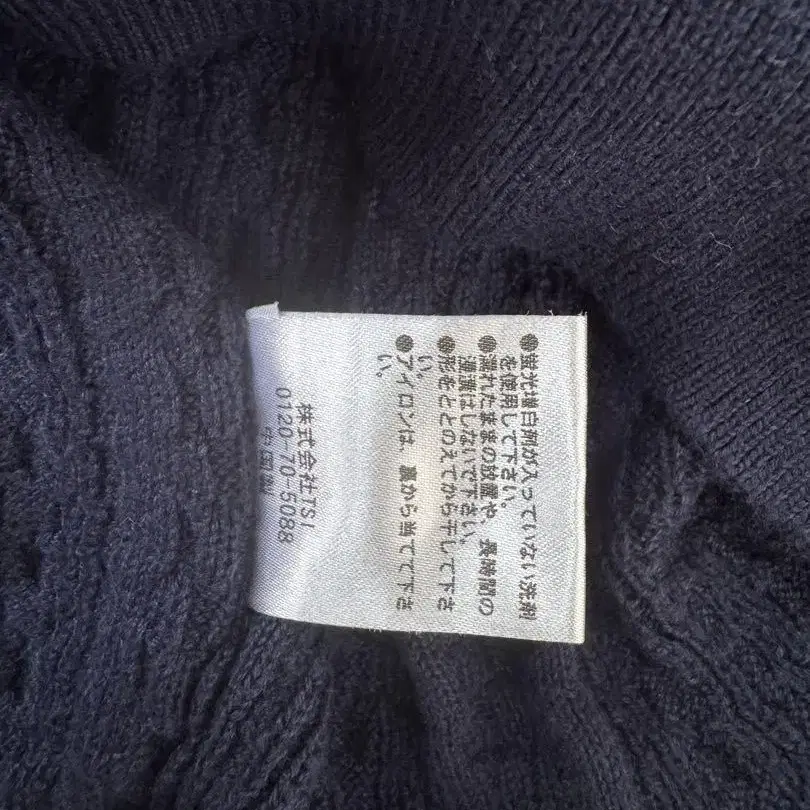 ●蛍光増白剤が入っていない洗剤
を使用して下さい。
●濡れたままの放置や、長時間の
浸漬はしないで下さい。
●形をととのえてから干して下さ
い。
●アイロンは、裏から当てて下さ
い。
株式会社TSI
0120-70-5088
中国製